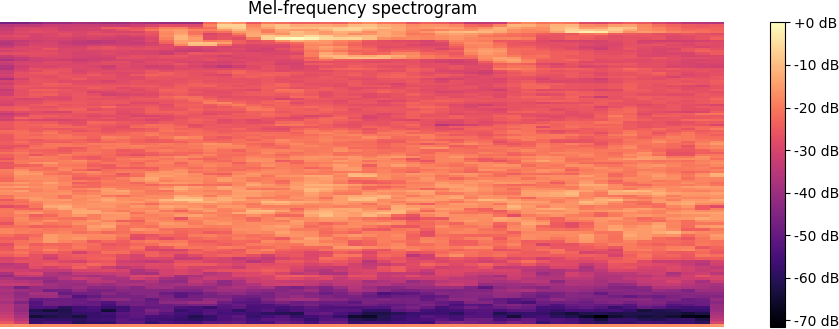 Mel-frequency spectrogram
+0 dB
-10 dB
-20 dB
-30 dB
-40 dB
-50 dB
-60 dB
-70 dB